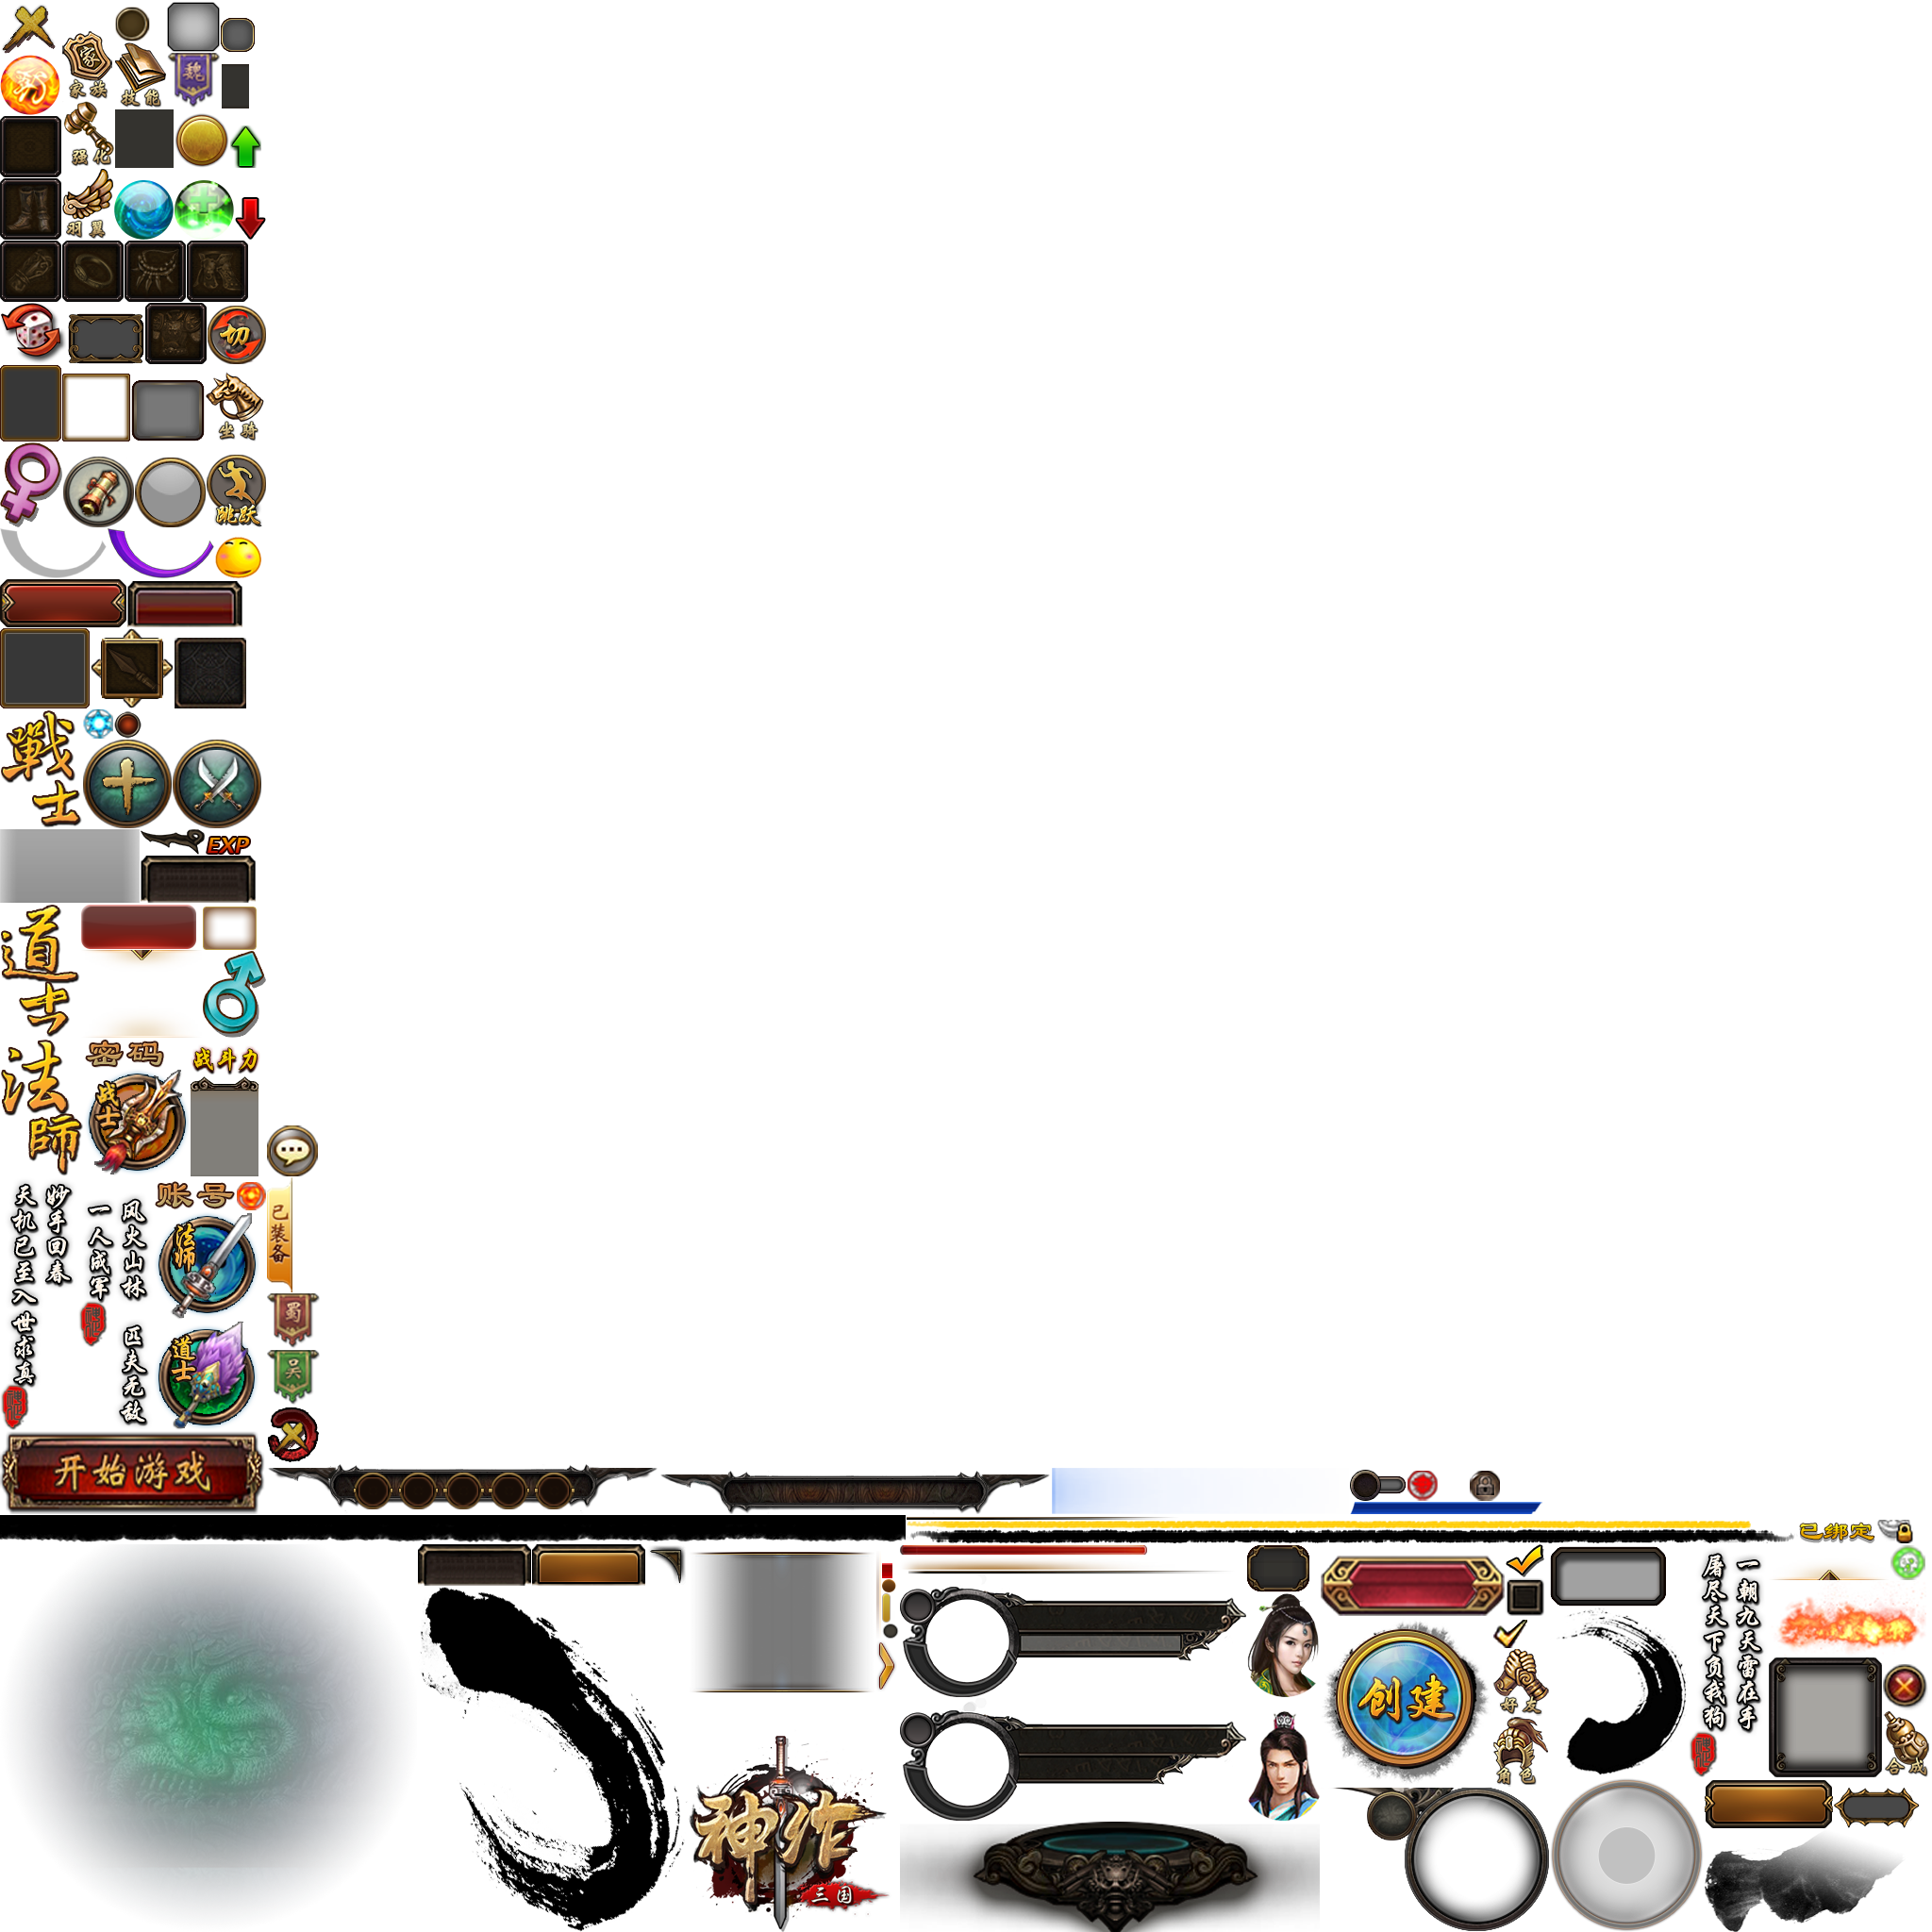 家族
技能
魏
强化
羽翼
切
坐骑
跳跃
戰士
十
EXP
道士
法師
密码
战斗力
战士
妙手回春
天机已至入世求真
风火山林
一人成军
匹夫无敌
账号
法师
已装备
蜀
吴
道士
开始游戏
已绑定
一朝九天雷在手
屠尽天下负我狗
创建
好友
角色
合成
神作
三国